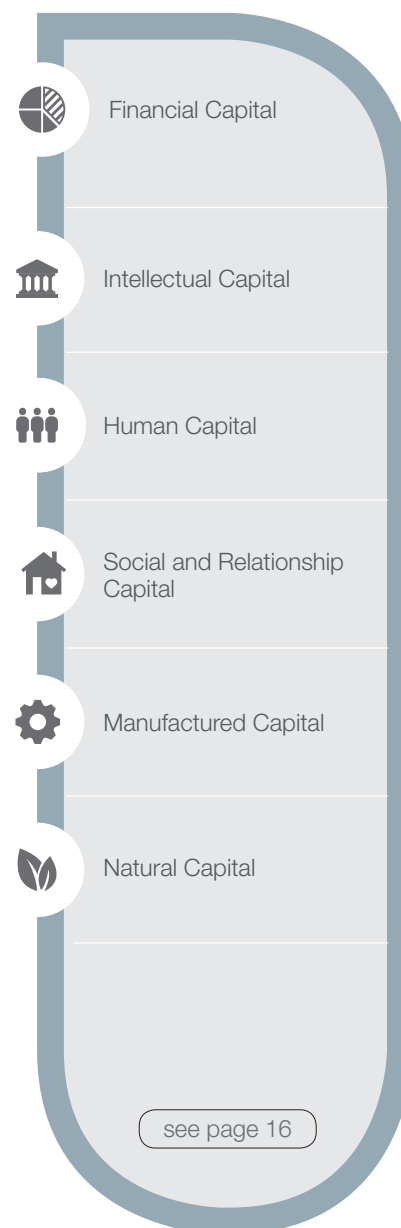 Financial Capital
Intellectual Capital
Human Capital
Social and Relationship
Capital
Manufactured Capital
Natural Capital
see page 16